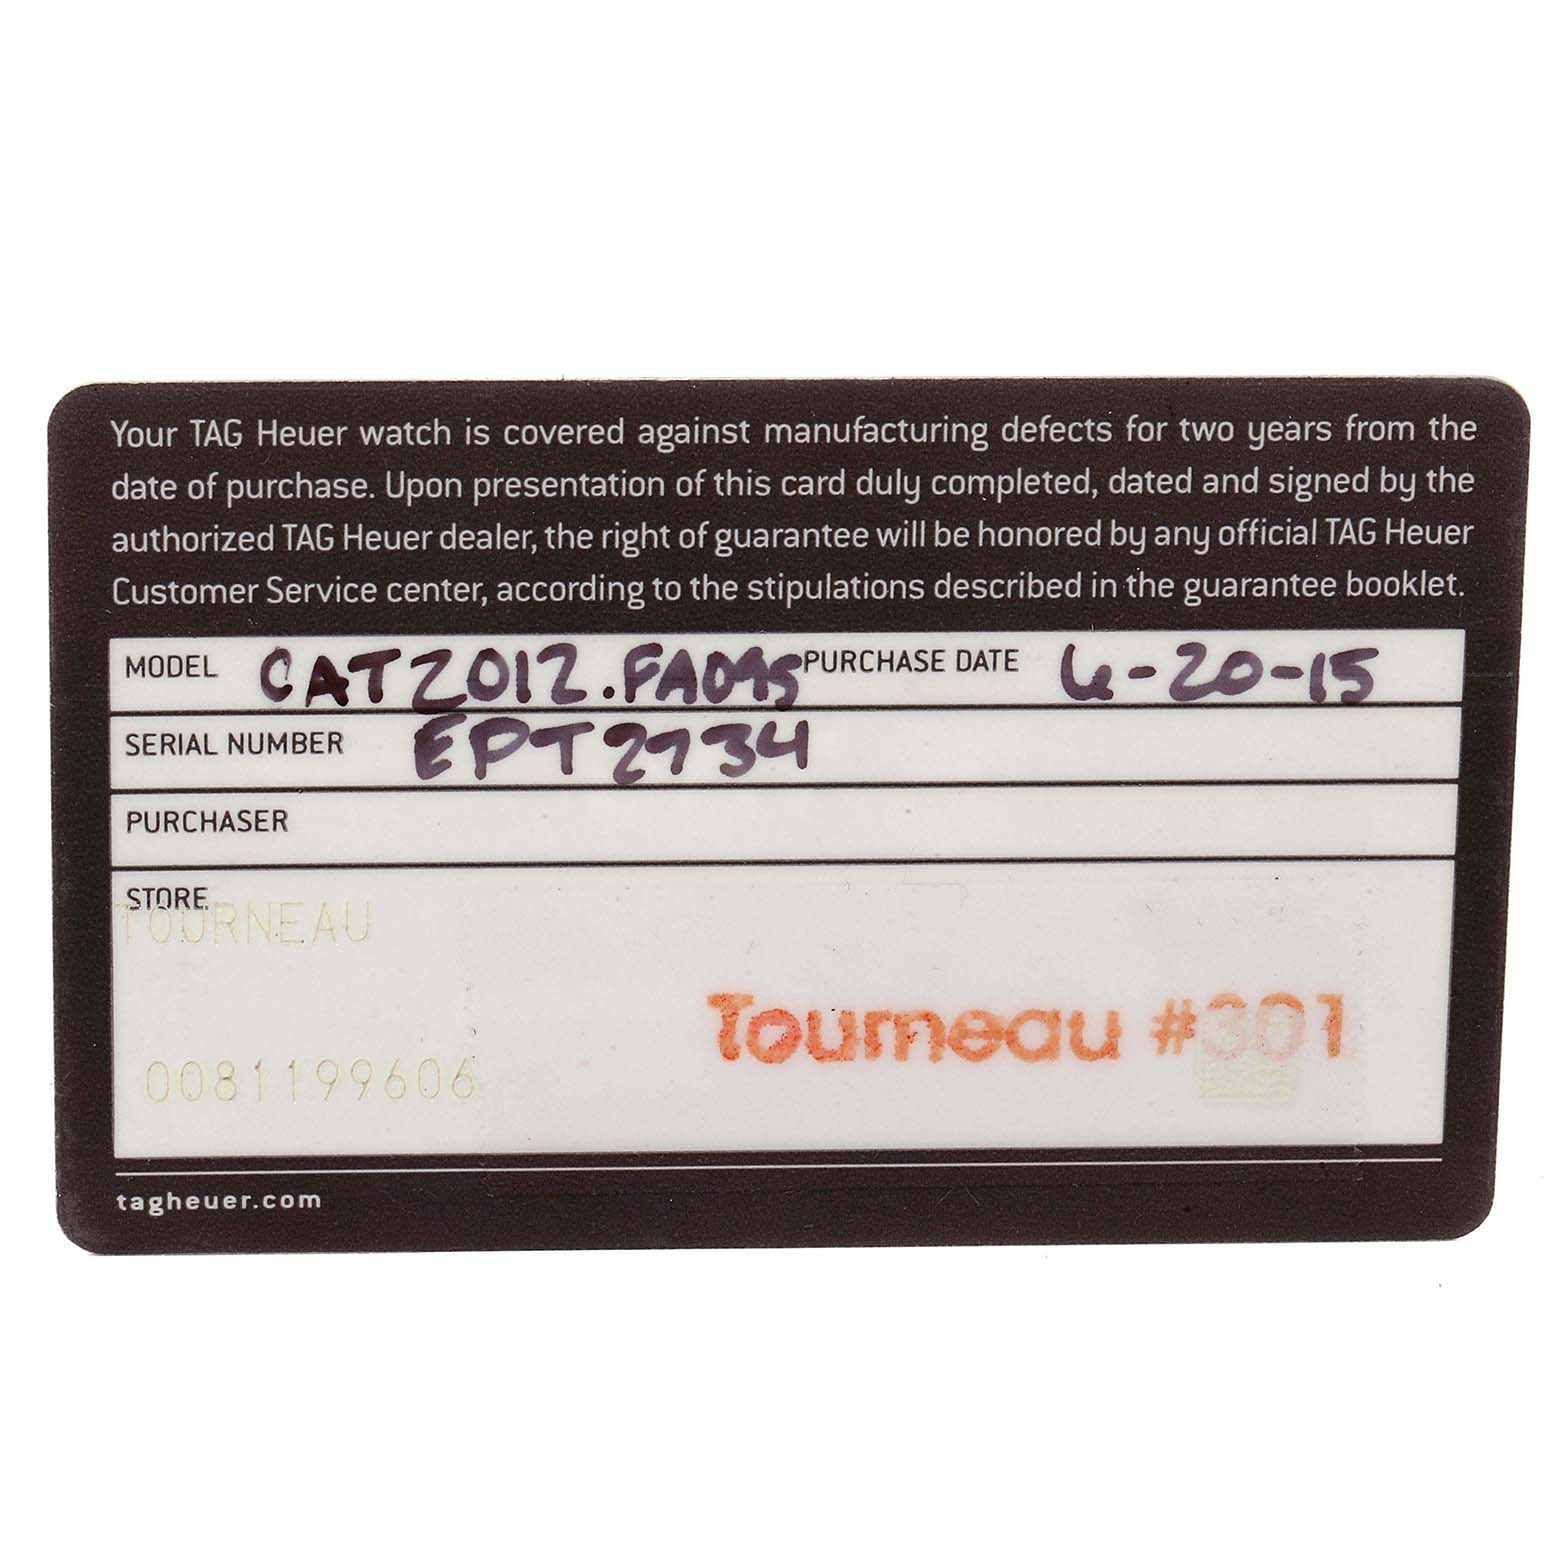 Your TAG Heuer watch is covered against manufacturing defects for two years from the
date of purchase. Upon presentation of this card duly completed, dated and signed by the
authorized TAG Heuer dealer, the right of guarantee will be honored by any official TAG Heuer
Customer Service center, according to the stipulations described in the guarantee booklet.
MODEL CAT2012.FA095 PURCHASE DATE 6-20-15
SERIAL NUMBER EPT2734
PURCHASER
STORE
TOURNEAU
Tourneau #301
0081199606
tagheuer.com